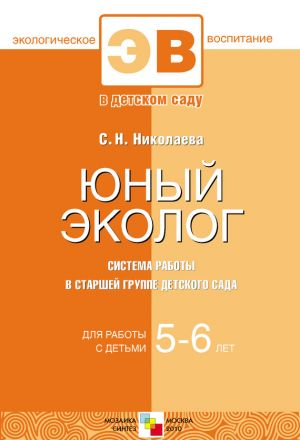 экологическое ЭВ воспитание
в детском саду
С. Н. Николаева
ЮНЫЙ
ЭКОЛОГ
СИСТЕМА РАБОТЫ
В СТАРШЕЙ ГРУППЕ ДЕТСКОГО САДА
ДЛЯ РАБОТЫ
С ДЕТЬМИ 5-6 ЛЕТ
МОЗАИКА МОСКВА
СИНТЕЗ 2010